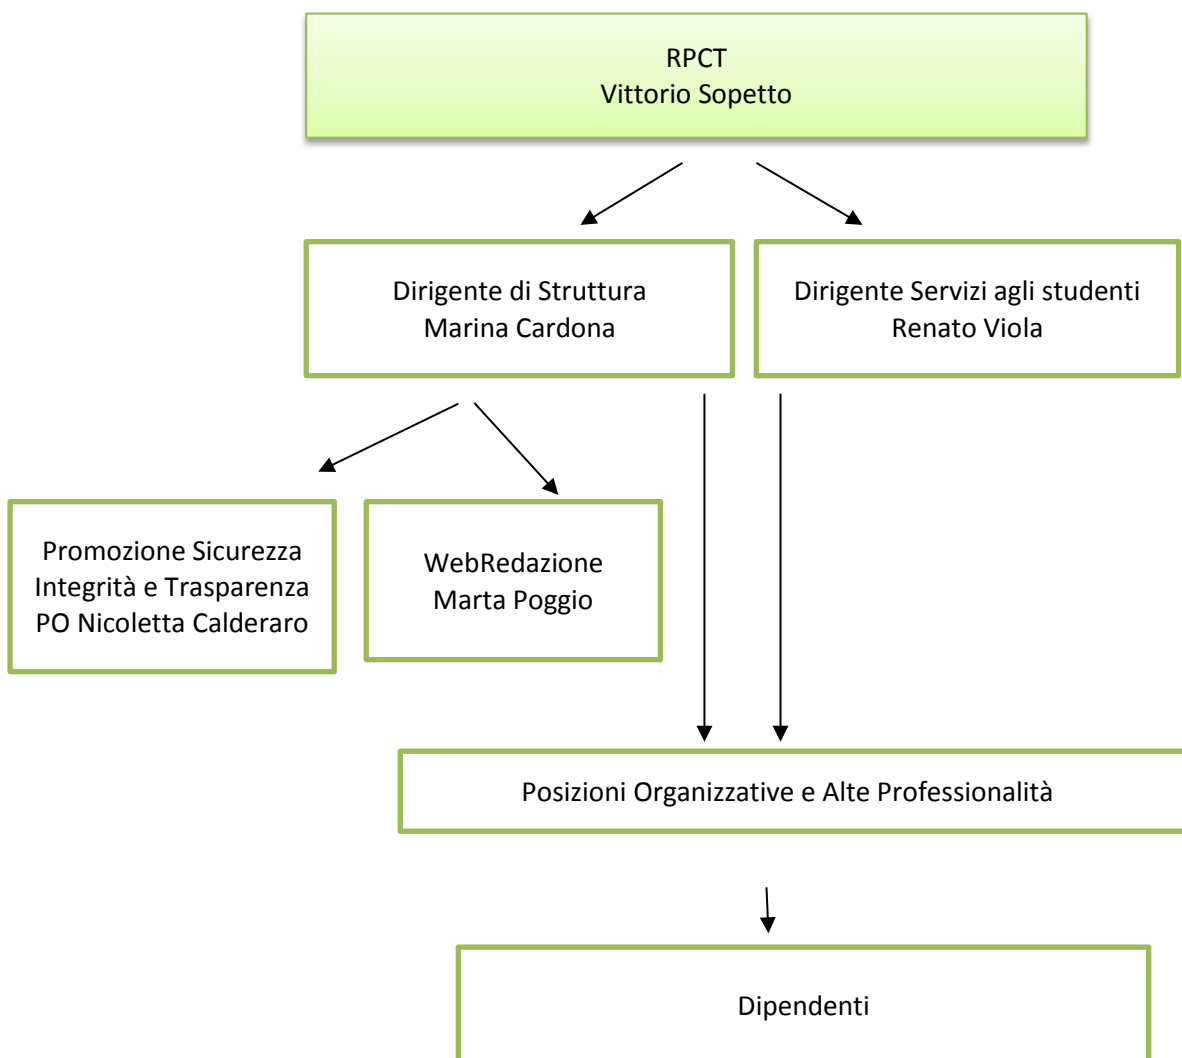 RPCT
Vittorio Sopetto
Dirigente di Struttura
Marina Cardona
Dirigente Servizi agli studenti
Renato Viola
Promozione Sicurezza
Integrità e Trasparenza
PO Nicoletta Calderaro
WebRedazione
Marta Poggio
Posizioni Organizzative e Alte Professionalità
Dipendenti